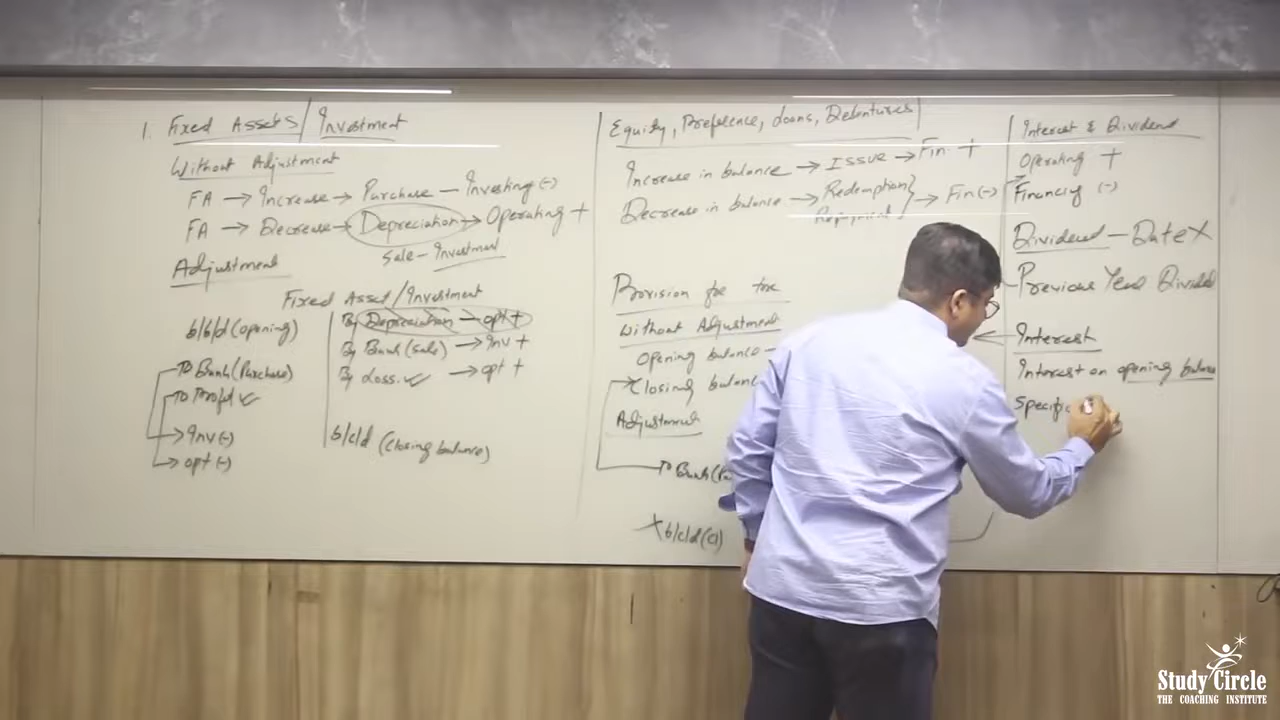 1. Fixed Assets / Investment
Without Adjustment
FA → Increase → Purchase - Investing (-)
FA → Decrease → Depreciation → Operating +
Sale - Investment
Adjustment
Fixed Asset / Investment
b/b/d (opening)
To Bank (Purchase)
To Profit ✓
→ Inv (-)
→ opt (-)
By Depreciation → opt +
By Bank (sale) → Inv +
By Loss. ✓ → opt +
b/c/d (closing balance)
Equity, Preference, Loans, Debentures
Increase in balance → Issue → Fin. +
Decrease in balance → Redemption } → Fin (-)
Repayment
Provision for tax
Without Adjustment
Opening balance -
Closing balanc
Adjustment
→ To Bank (
b/c/d (cl)
Interest & Dividend
Operating +
Financing (-)
Dividend - Date X
Previous Year Dividend
Interest
Interest on opening balance
Specific
Study Circle
THE COACHING INSTITUTE